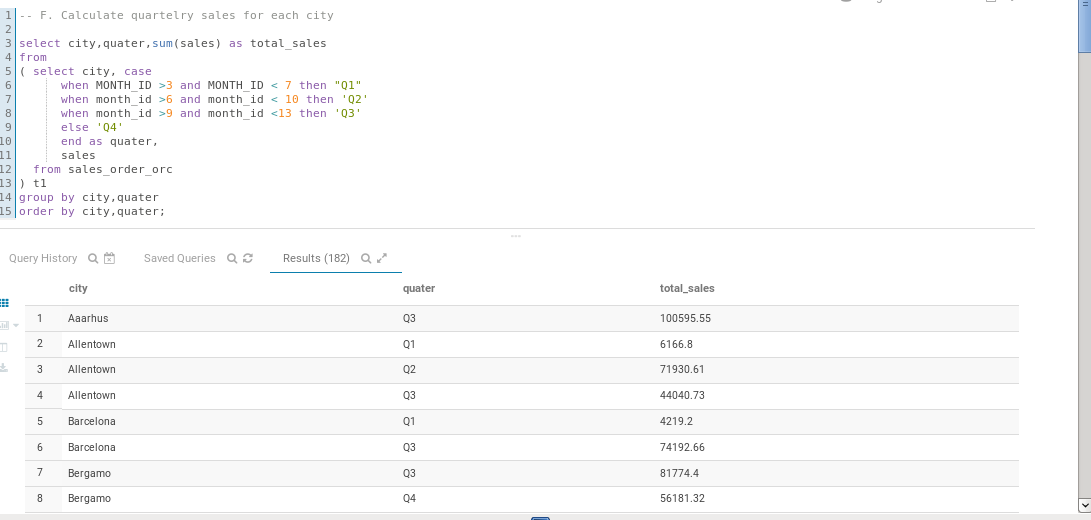 1 -- F. Calculate quartelry sales for each city
2
3 select city,quater,sum(sales) as total_sales
4 from
5 ( select city, case
6 when MONTH_ID >3 and MONTH_ID < 7 then "Q1"
7 when month_id >6 and month_id < 10 then 'Q2'
8 when month_id >9 and month_id <13 then 'Q3'
9 else 'Q4'
10 end as quater,
11 sales
12 from sales_order_orc
13 ) t1
14 group by city,quater
15 order by city,quater;
Query History Saved Queries Results (182)
city quater total_sales
1 Aaarhus Q3 100595.55
2 Allentown Q1 6166.8
3 Allentown Q2 71930.61
4 Allentown Q3 44040.73
5 Barcelona Q1 4219.2
6 Barcelona Q3 74192.66
7 Bergamo Q3 81774.4
8 Bergamo Q4 56181.32